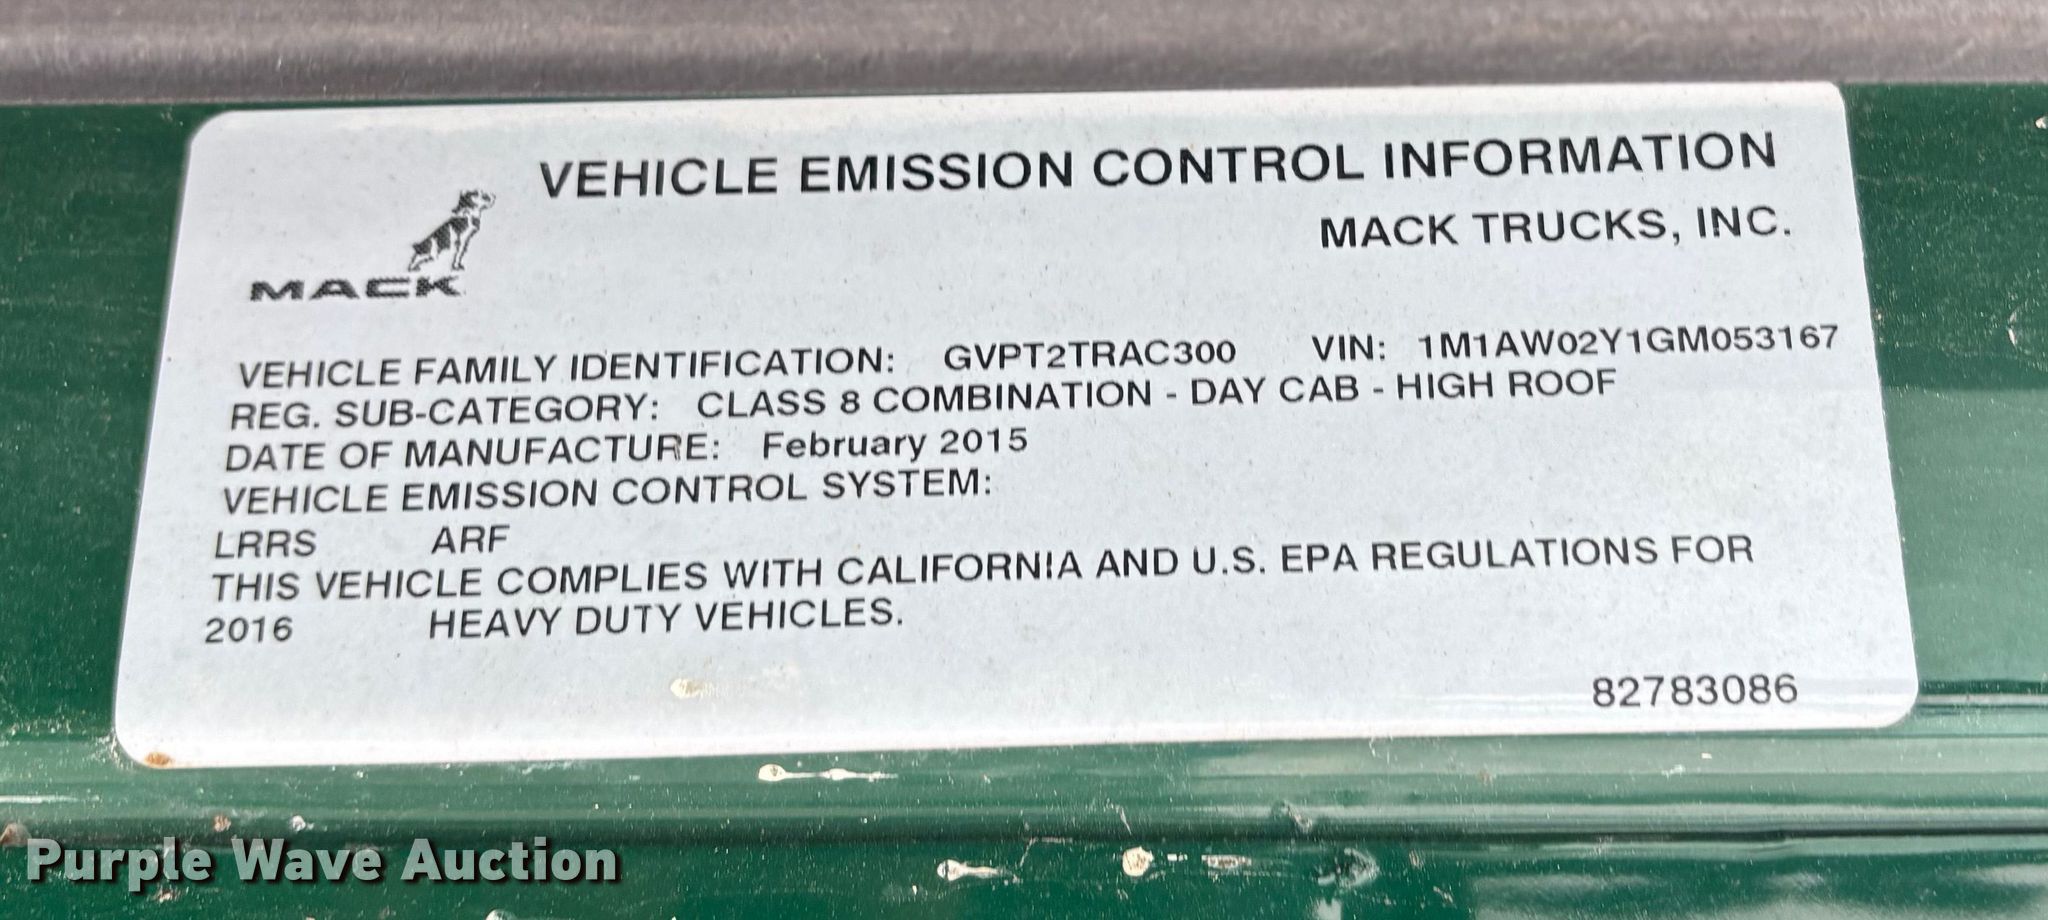 VEHICLE EMISSION CONTROL INFORMATION
MACK TRUCKS, INC.
MACK
VEHICLE FAMILY IDENTIFICATION: GVPT2TRAC300 VIN: 1M1AW02Y1GM053167
REG. SUB-CATEGORY: CLASS 8 COMBINATION - DAY CAB - HIGH ROOF
DATE OF MANUFACTURE: February 2015
VEHICLE EMISSION CONTROL SYSTEM:
LRRS ARF
THIS VEHICLE COMPLIES WITH CALIFORNIA AND U.S. EPA REGULATIONS FOR
2016 HEAVY DUTY VEHICLES.
82783086
Purple Wave Auction